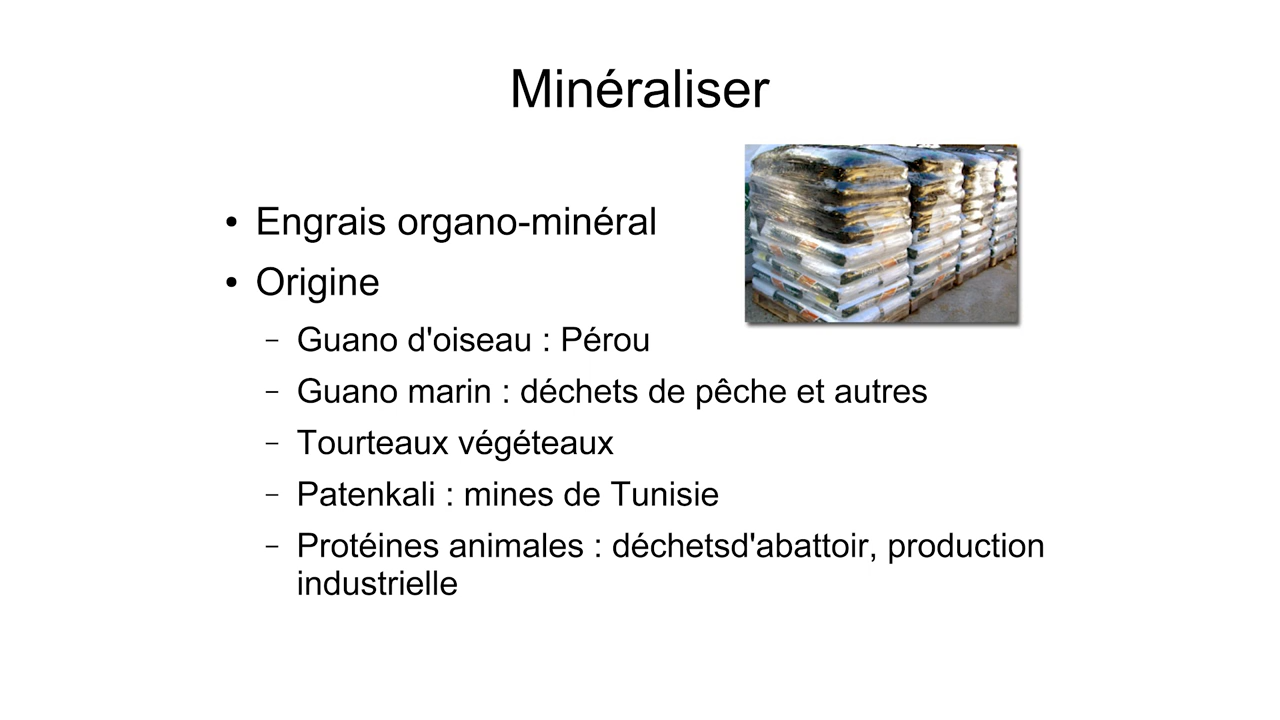 Minéraliser
• Engrais organo-minéral
• Origine
– Guano d'oiseau : Pérou
– Guano marin : déchets de pêche et autres
– Tourteaux végéteaux
– Patenkali : mines de Tunisie
– Protéines animales : déchetsd'abattoir, production
industrielle